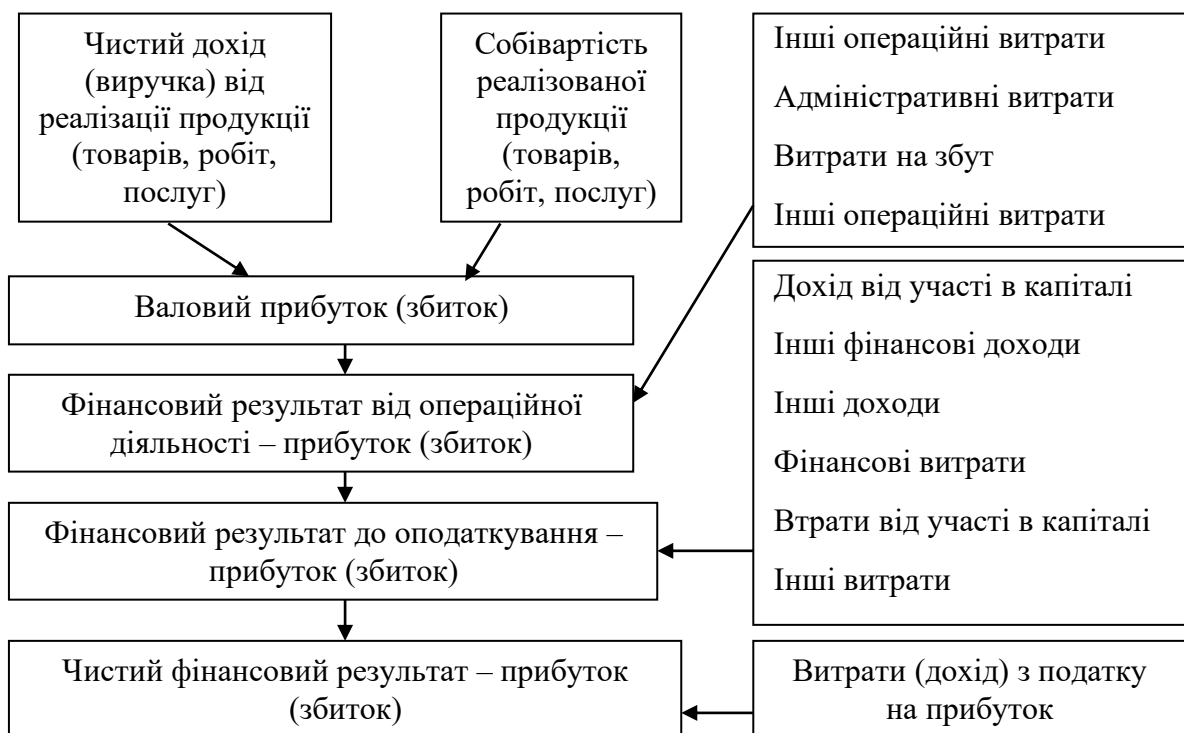 Чистий дохід
(виручка) від
реалізації продукції
(товарів, робіт,
послуг)
Собівартість
реалізованої
продукції
(товарів,
робіт, послуг)
Інші операційні витрати
Адміністративні витрати
Витрати на збут
Інші операційні витрати
Валовий прибуток (збиток)
Дохід від участі в капіталі
Інші фінансові доходи
Інші доходи
Фінансові витрати
Втрати від участі в капіталі
Інші витрати
Фінансовий результат від операційної
діяльності – прибуток (збиток)
Фінансовий результат до оподаткування –
прибуток (збиток)
Чистий фінансовий результат – прибуток
(збиток)
Витрати (дохід) з податку
на прибуток